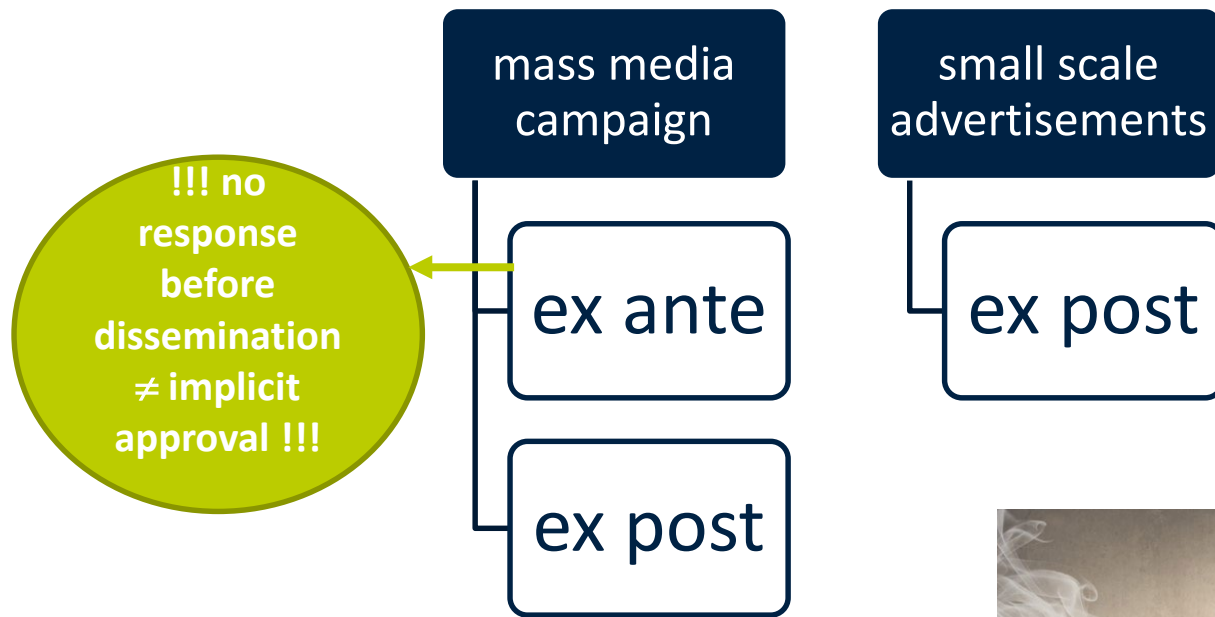 mass media
campaign
small scale
advertisements
!!! no
response
before
dissemination
≠ implicit
approval !!!
ex ante
ex post
ex post